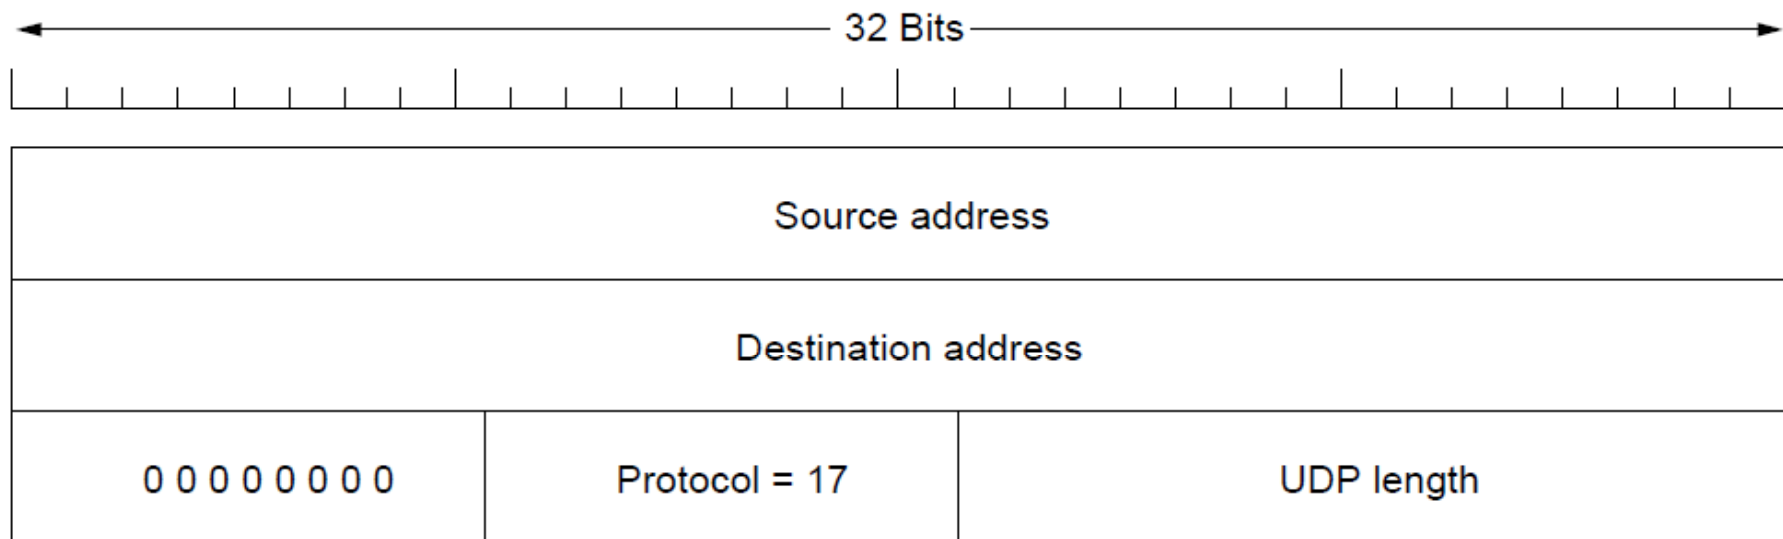 32 Bits
Source address
Destination address
0 0 0 0 0 0 0 0 Protocol = 17 UDP length